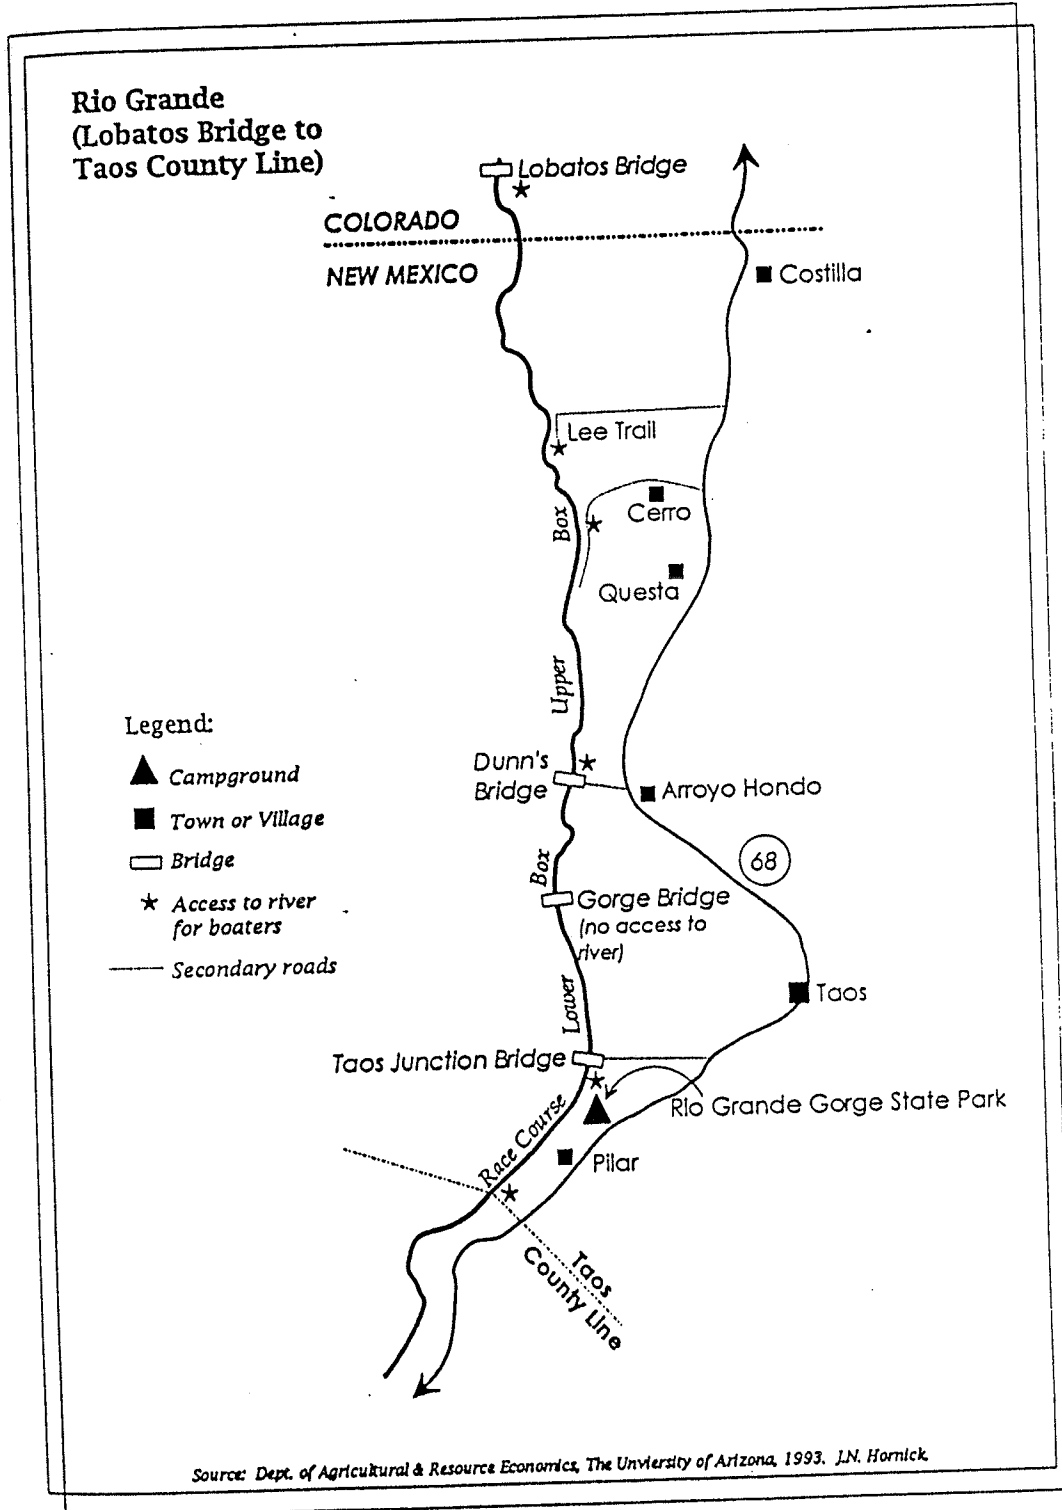 Rio Grande
(Lobatos Bridge to
Taos County Line)
Lobatos Bridge
COLORADO
NEW MEXICO
Costilla
Lee Trail
Box
Cerro
Questa
Upper
Legend:
Campground
Town or Village
Bridge
Access to river
for boaters
Secondary roads
Dunn's
Bridge
Arroyo Hondo
68
Box
Gorge Bridge
(no access to
river)
Lower
Taos
Taos Junction Bridge
Race Course
Rio Grande Gorge State Park
Pilar
Taos
County Line
Source: Dept. of Agricultural & Resource Economics, The Unviersity of Arizona, 1993. J.N. Hornick.